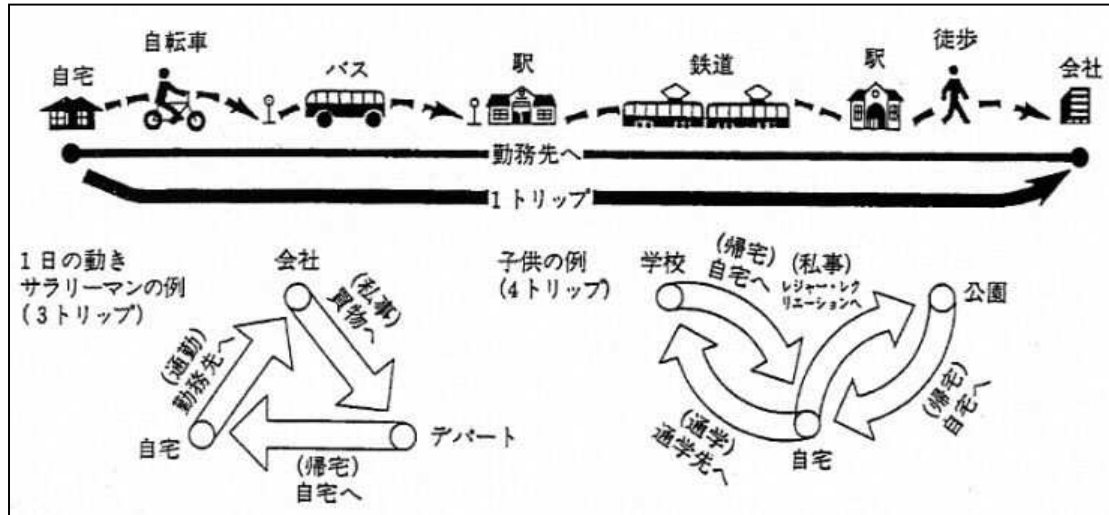 自宅
自転車
バス
駅
鉄道
駅
徒歩
会社
勤務先へ
1トリップ
1日の動き
サラリーマンの例
(3トリップ)
会社
(私事)
買物へ
(通勤)
勤務先へ
自宅
デパート
(帰宅)
自宅へ
子供の例
(4トリップ)
学校
(帰宅)
自宅へ
(私事)
レジャー・レク
リエーションへ
公園
(帰宅)
自宅へ
(通学)
通学先へ
自宅